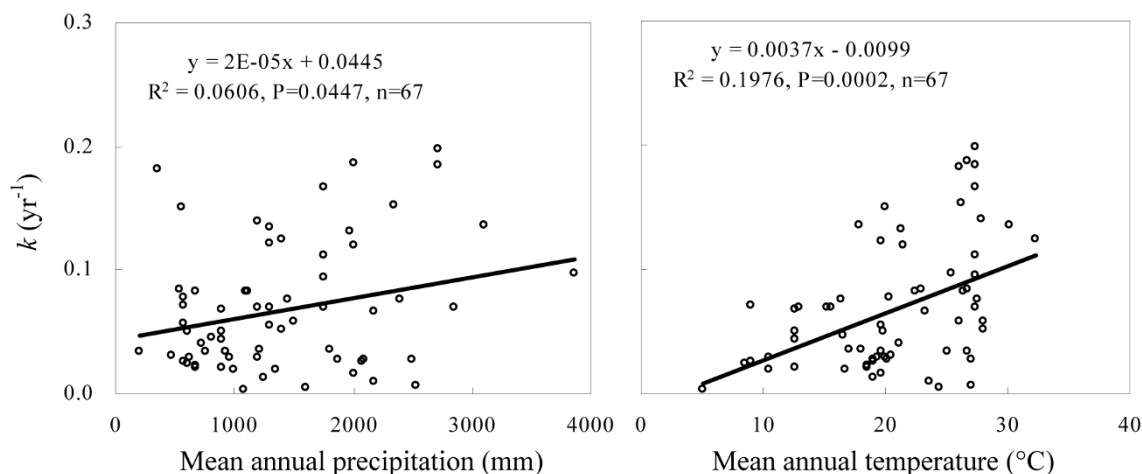 0.3
0.2
0.1
0.0
k (yr⁻¹)
y = 2E-05x + 0.0445
R² = 0.0606, P=0.0447, n=67
0
1000
2000
3000
4000
Mean annual precipitation (mm)
y = 0.0037x - 0.0099
R² = 0.1976, P=0.0002, n=67
0
10
20
30
40
Mean annual temperature (°C)